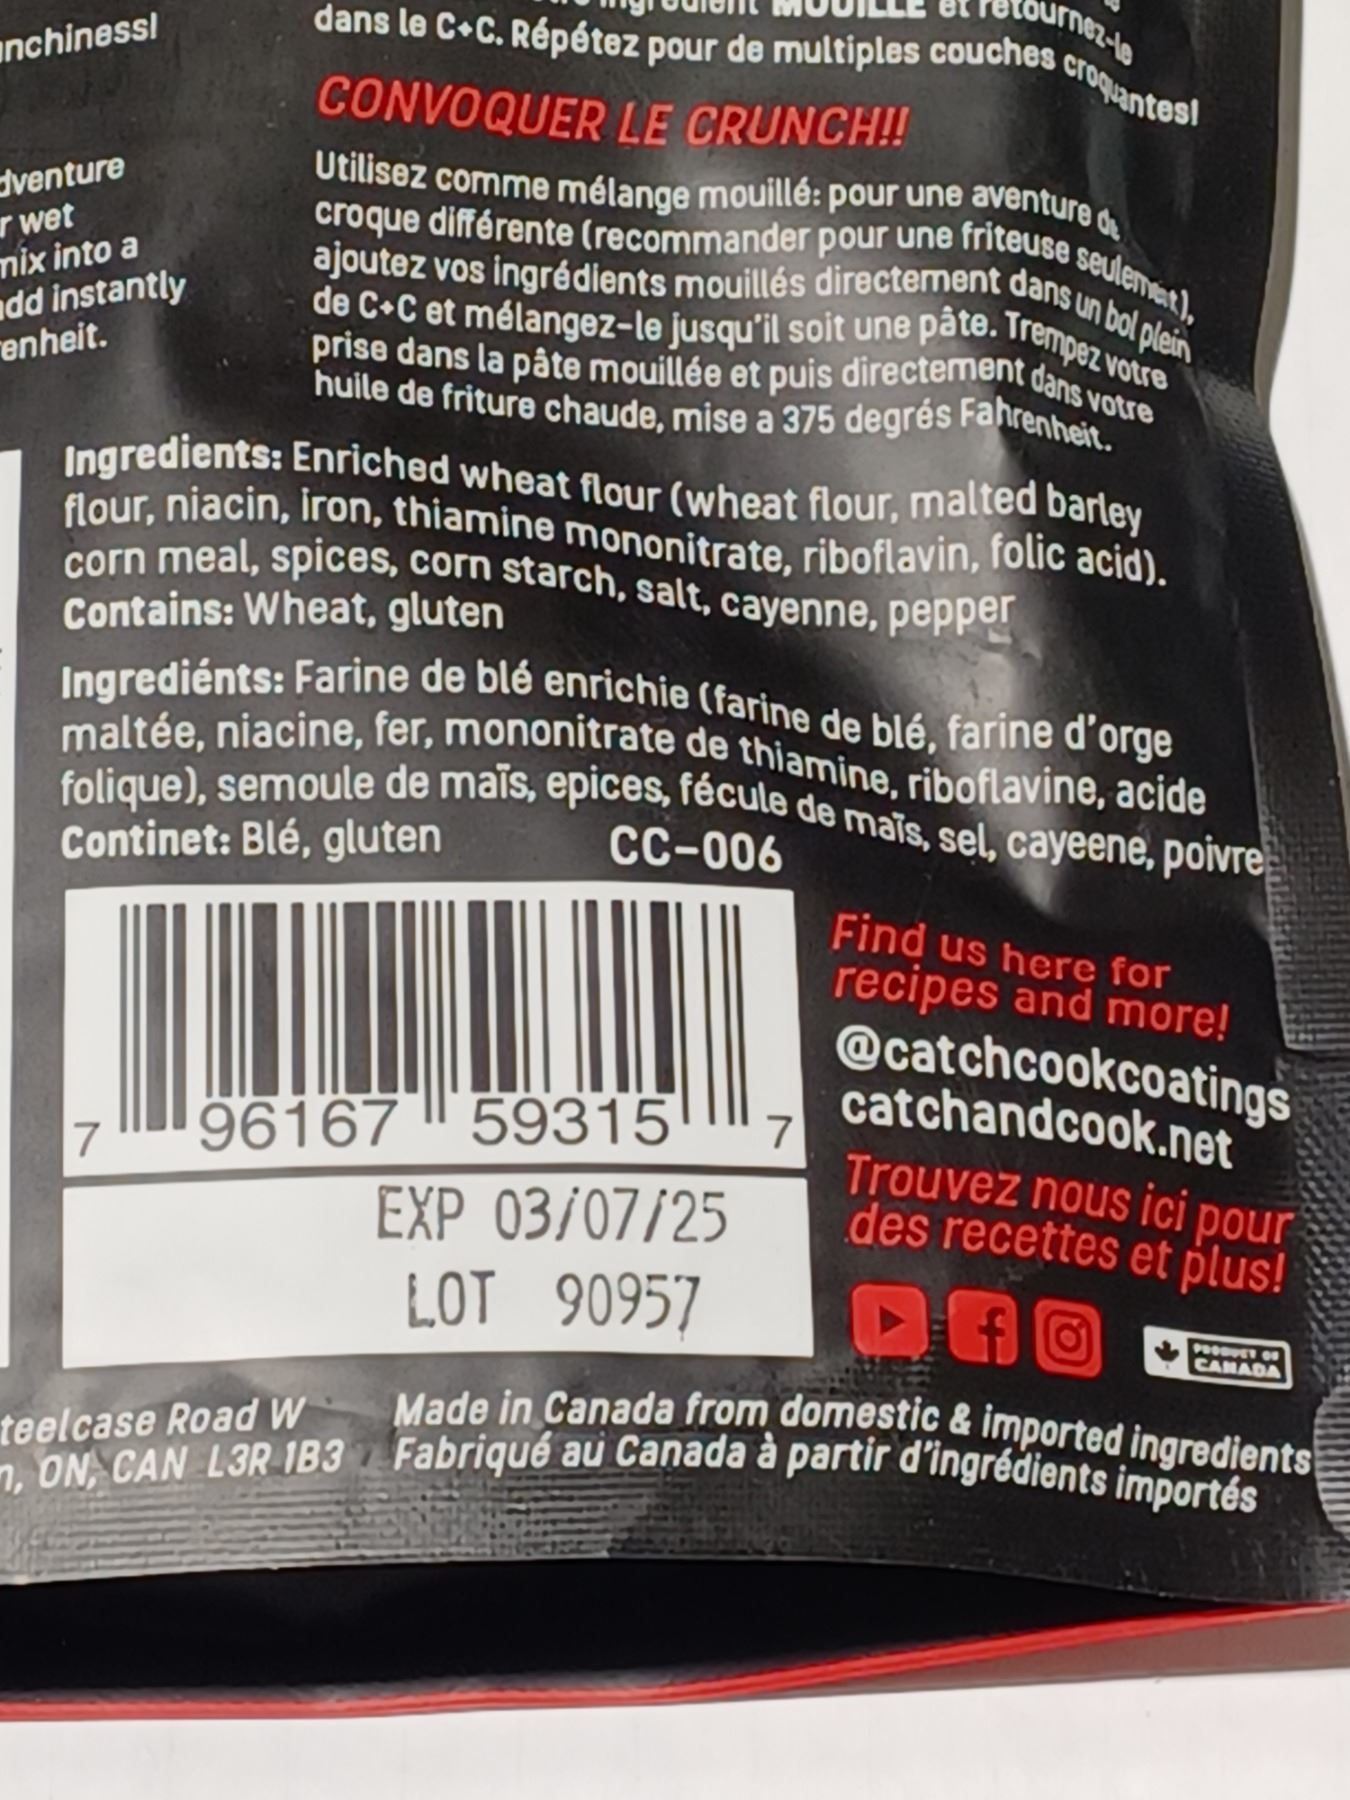 MOUILLE et retournez-le
dans le C+C. Répétez pour de multiples couches croquantes!
CONVOQUER LE CRUNCH!!
Utilisez comme mélange mouillé: pour une aventure de
croque différente (recommander pour une friteuse seulement),
ajoutez vos ingrédients mouillés directement dans un bol plein
de C+C et mélangez-le jusqu'il soit une pâte. Trempez votre
prise dans la pâte mouillée et puis directement dans votre
huile de friture chaude, mise a 375 degrés Fahrenheit.
wet
into a
instantly
Ingredients: Enriched wheat flour (wheat flour, malted barley
flour, niacin, iron, thiamine mononitrate, riboflavin, folic acid).
corn meal, spices, corn starch, salt, cayenne, pepper
Contains: Wheat, gluten
Ingrediénts: Farine de blé enrichie (farine de blé, farine d'orge
maltée, niacine, fer, mononitrate de thiamine, riboflavine, acide
folique), semoule de maïs, epices, fécule de maïs, sel, cayeene, poivre
Continet: Blé, gluten
CC-006
7 96167 59315 7
EXP 03/07/25
LOT 90957
Find us here for
recipes and more!
@catchcookcoatings
catchandcook.net
Trouvez nous ici pour
des recettes et plus!
PRODUCT OF
CANADA
Road W
ON, CAN L3R 1B3
Made in Canada from domestic & imported ingredients
Fabriqué au Canada à partir d'ingrédients importés